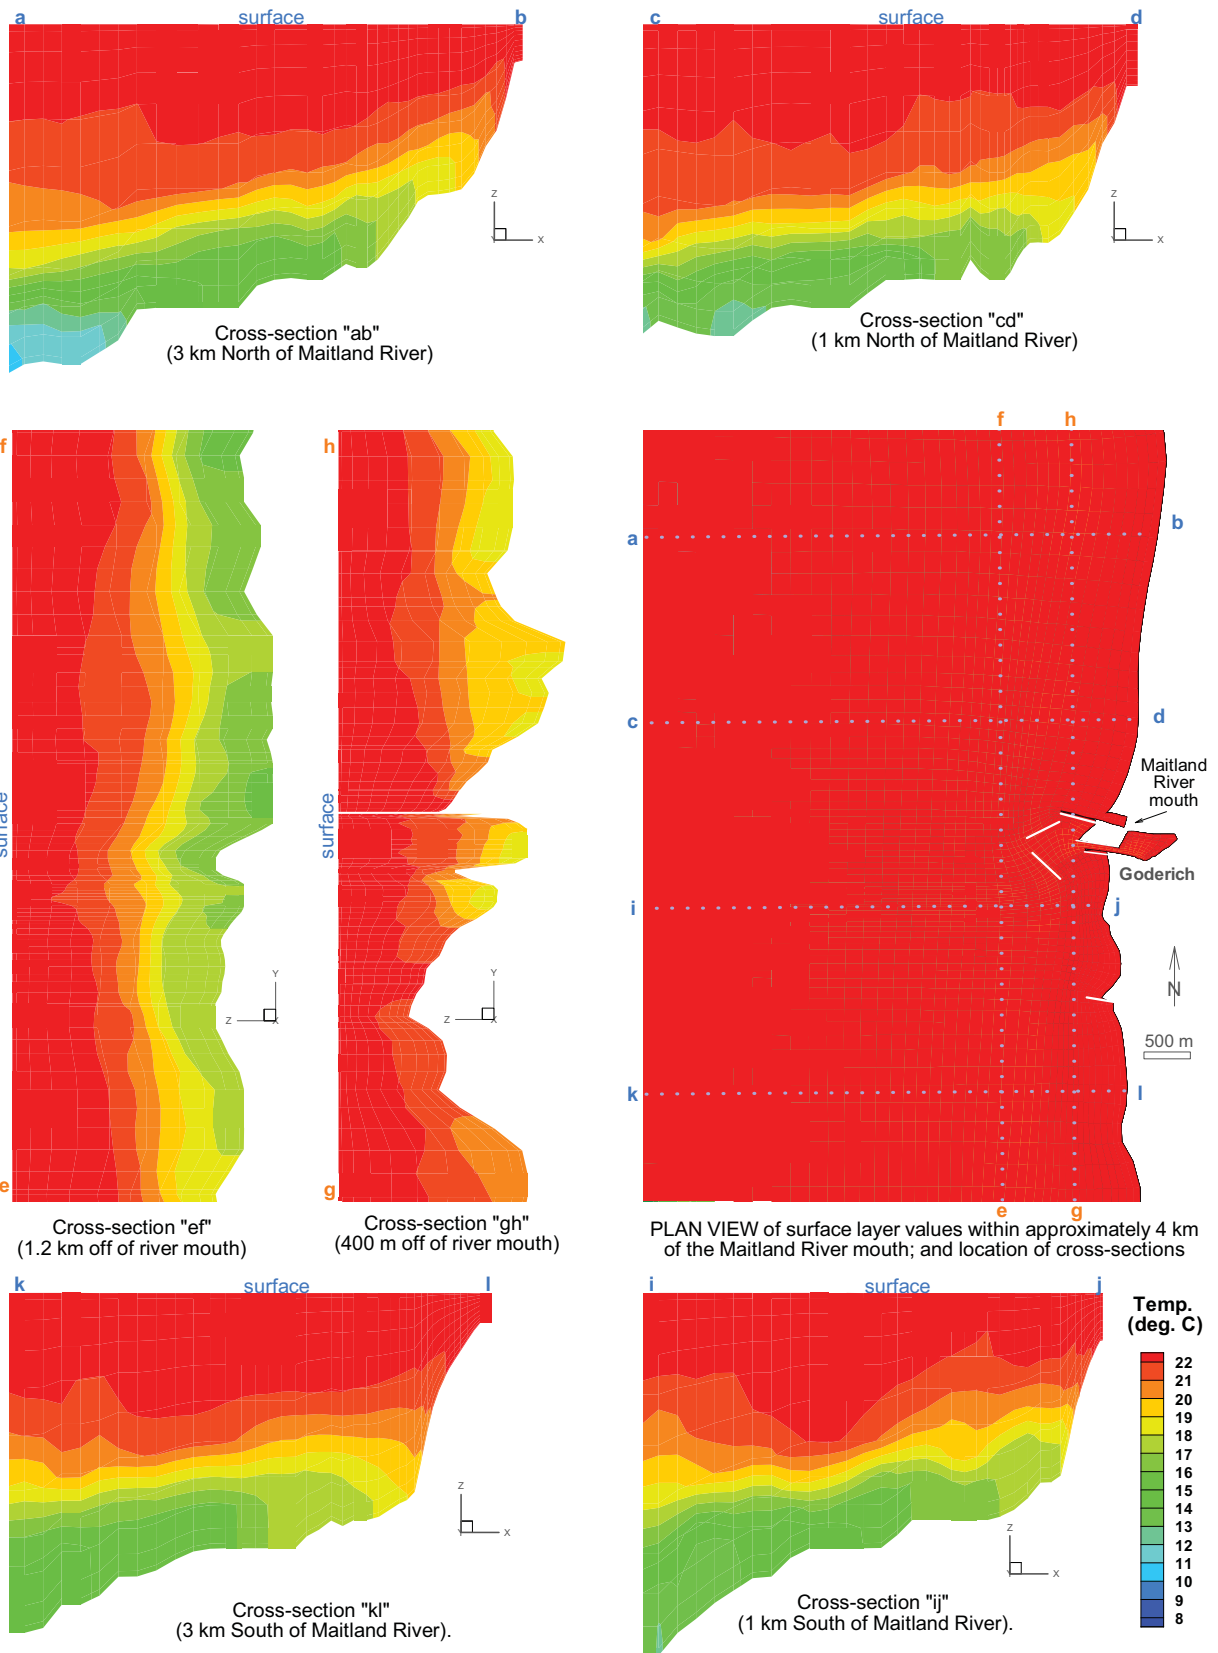 a surface b
Z
X
Cross-section "ab"
(3 km North of Maitland River)
c surface d
Z
X
Cross-section "cd"
(1 km North of Maitland River)
f
surface
e
Y
Z
X
Cross-section "ef"
(1.2 km off of river mouth)
h
surface
g
Y
Z
X
Cross-section "gh"
(400 m off of river mouth)
f h
a b
c d
Maitland
River
mouth
Goderich
i j
N
500 m
k l
e g
PLAN VIEW of surface layer values within approximately 4 km
of the Maitland River mouth; and location of cross-sections
k surface l
Z
Y X
Cross-section "kl"
(3 km South of Maitland River).
i surface j
Z
X
Cross-section "ij"
(1 km South of Maitland River).
Temp.
(deg. C)
22
21
20
19
18
17
16
15
14
13
12
11
10
9
8